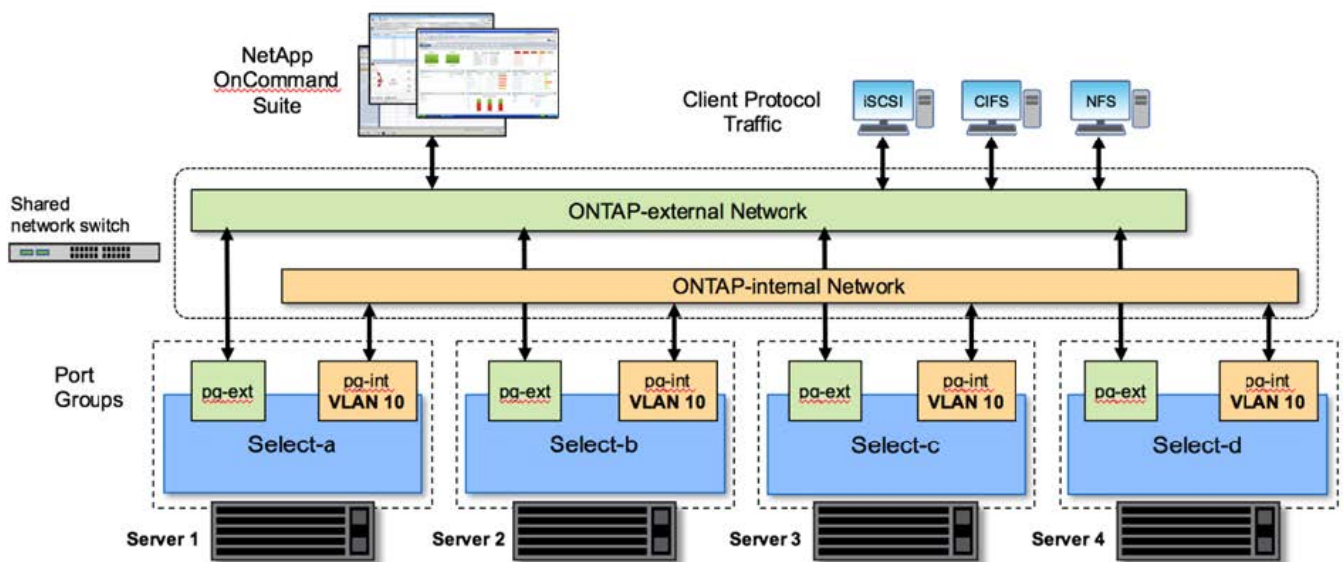 NetApp
OnCommand
Suite
Client Protocol
Traffic
iSCSI
CIFS
NFS
Shared
network switch
ONTAP-external Network
ONTAP-internal Network
Port
Groups
pg-ext
pg-int
VLAN 10
Select-a
pg-ext
pg-int
VLAN 10
Select-b
pg-ext
pg-int
VLAN 10
Select-c
pg-ext
pg-int
VLAN 10
Select-d
Server 1
Server 2
Server 3
Server 4